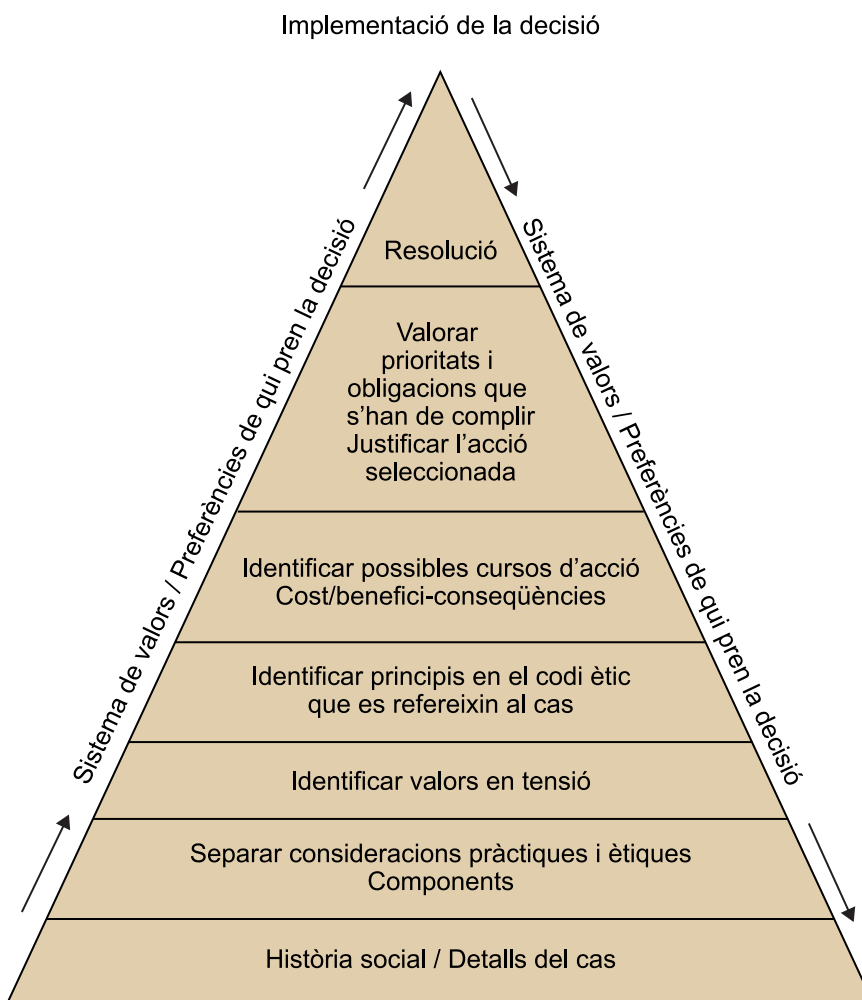 Implementació de la decisió
Sistema de valors / Preferències de qui pren la decisió
Sistema de valors / Preferències de qui pren la decisió
Resolució
Valorar
prioritats i
obligacions que
s'han de complir
Justificar l'acció
seleccionada
Identificar possibles cursos d'acció
Cost/benefici-conseqüències
Identificar principis en el codi ètic
que es refereixin al cas
Identificar valors en tensió
Separar consideracions pràctiques i ètiques
Components
Història social / Detalls del cas